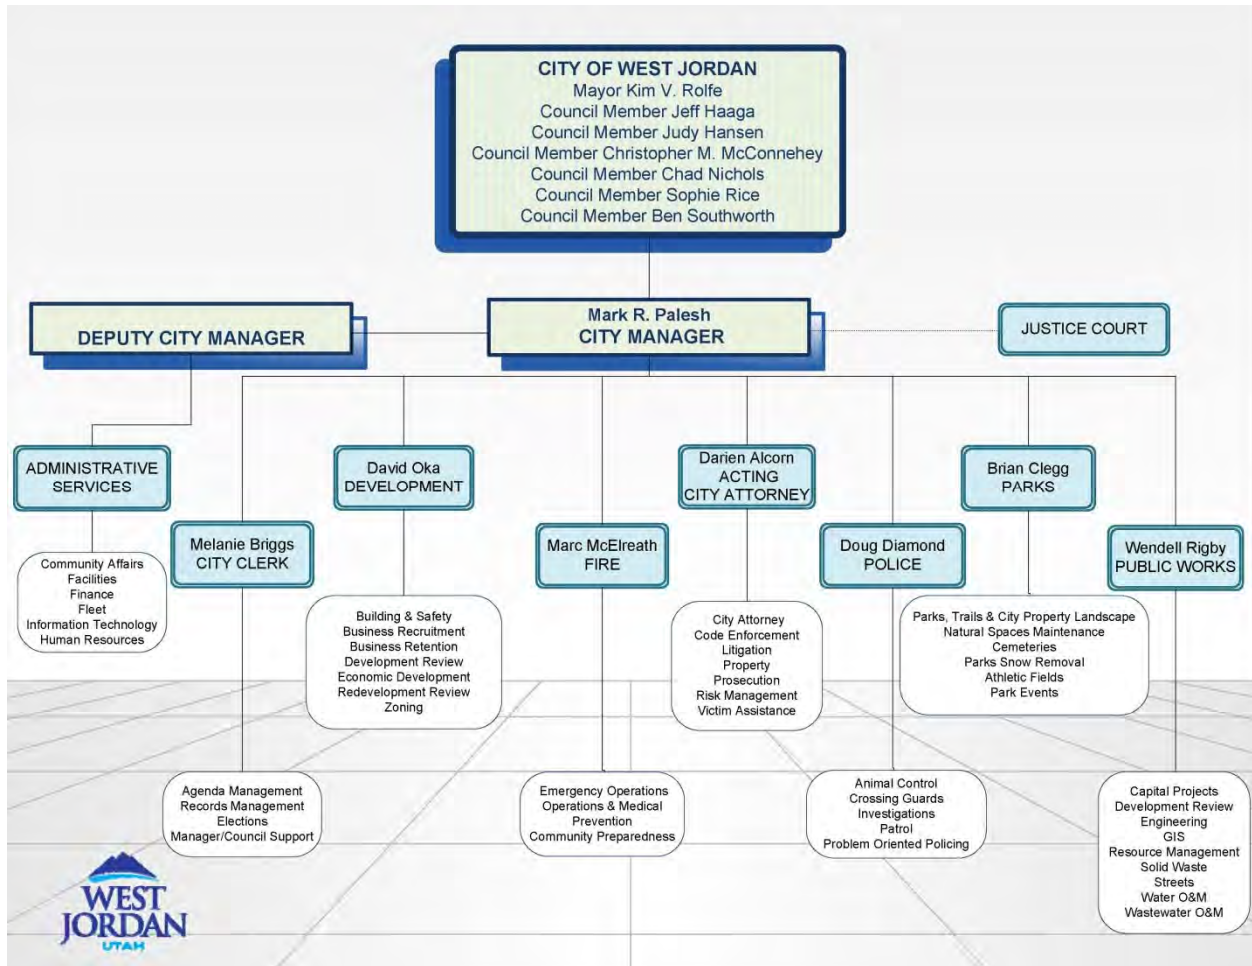 CITY OF WEST JORDAN
Mayor Kim V. Rolfe
Council Member Jeff Haaga
Council Member Judy Hansen
Council Member Christopher M. McConnehey
Council Member Chad Nichols
Council Member Sophie Rice
Council Member Ben Southworth
DEPUTY CITY MANAGER
Mark R. Palesh
CITY MANAGER
JUSTICE COURT
ADMINISTRATIVE
SERVICES
Community Affairs
Facilities
Finance
Fleet
Information Technology
Human Resources
Melanie Briggs
CITY CLERK
Agenda Management
Records Management
Elections
Manager/Council Support
David Oka
DEVELOPMENT
Building & Safety
Business Recruitment
Business Retention
Development Review
Economic Development
Redevelopment Review
Zoning
Marc McElreath
FIRE
Emergency Operations
Operations & Medical
Prevention
Community Preparedness
Darien Alcorn
ACTING
CITY ATTORNEY
City Attorney
Code Enforcement
Litigation
Property
Prosecution
Risk Management
Victim Assistance
Doug Diamond
POLICE
Animal Control
Crossing Guards
Investigations
Patrol
Problem Oriented Policing
Brian Clegg
PARKS
Parks, Trails & City Property Landscape
Natural Spaces Maintenance
Cemeteries
Parks Snow Removal
Athletic Fields
Park Events
Wendell Rigby
PUBLIC WORKS
Capital Projects
Development Review
Engineering
GIS
Resource Management
Solid Waste
Streets
Water O&M
Wastewater O&M
WEST
JORDAN
UTAH